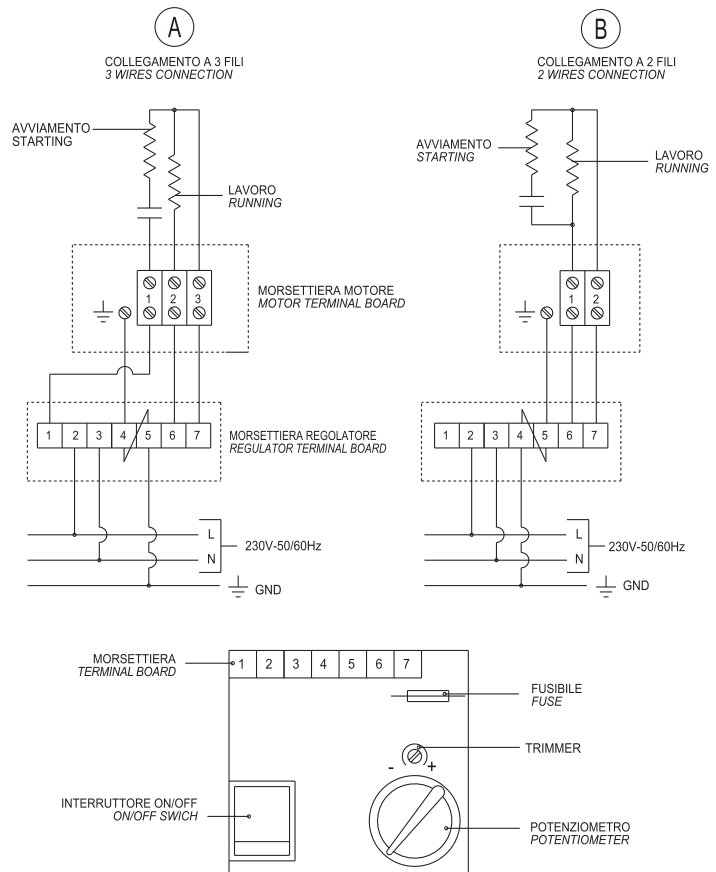 A
COLLEGAMENTO A 3 FILI
3 WIRES CONNECTION
AVVIAMENTO
STARTING
LAVORO
RUNNING
1 2 3
MORSETTIERA MOTORE
MOTOR TERMINAL BOARD
1 2 3 4 5 6 7
MORSETTIERA REGOLATORE
REGULATOR TERMINAL BOARD
L
N
230V-50/60Hz
GND
B
COLLEGAMENTO A 2 FILI
2 WIRES CONNECTION
AVVIAMENTO
STARTING
LAVORO
RUNNING
1 2
1 2 3 4 5 6 7
L
N
230V-50/60Hz
GND
MORSETTIERA
TERMINAL BOARD
1 2 3 4 5 6 7
FUSIBILE
FUSE
TRIMMER
- +
INTERRUTTORE ON/OFF
ON/OFF SWICH
POTENZIOMETRO
POTENTIOMETER